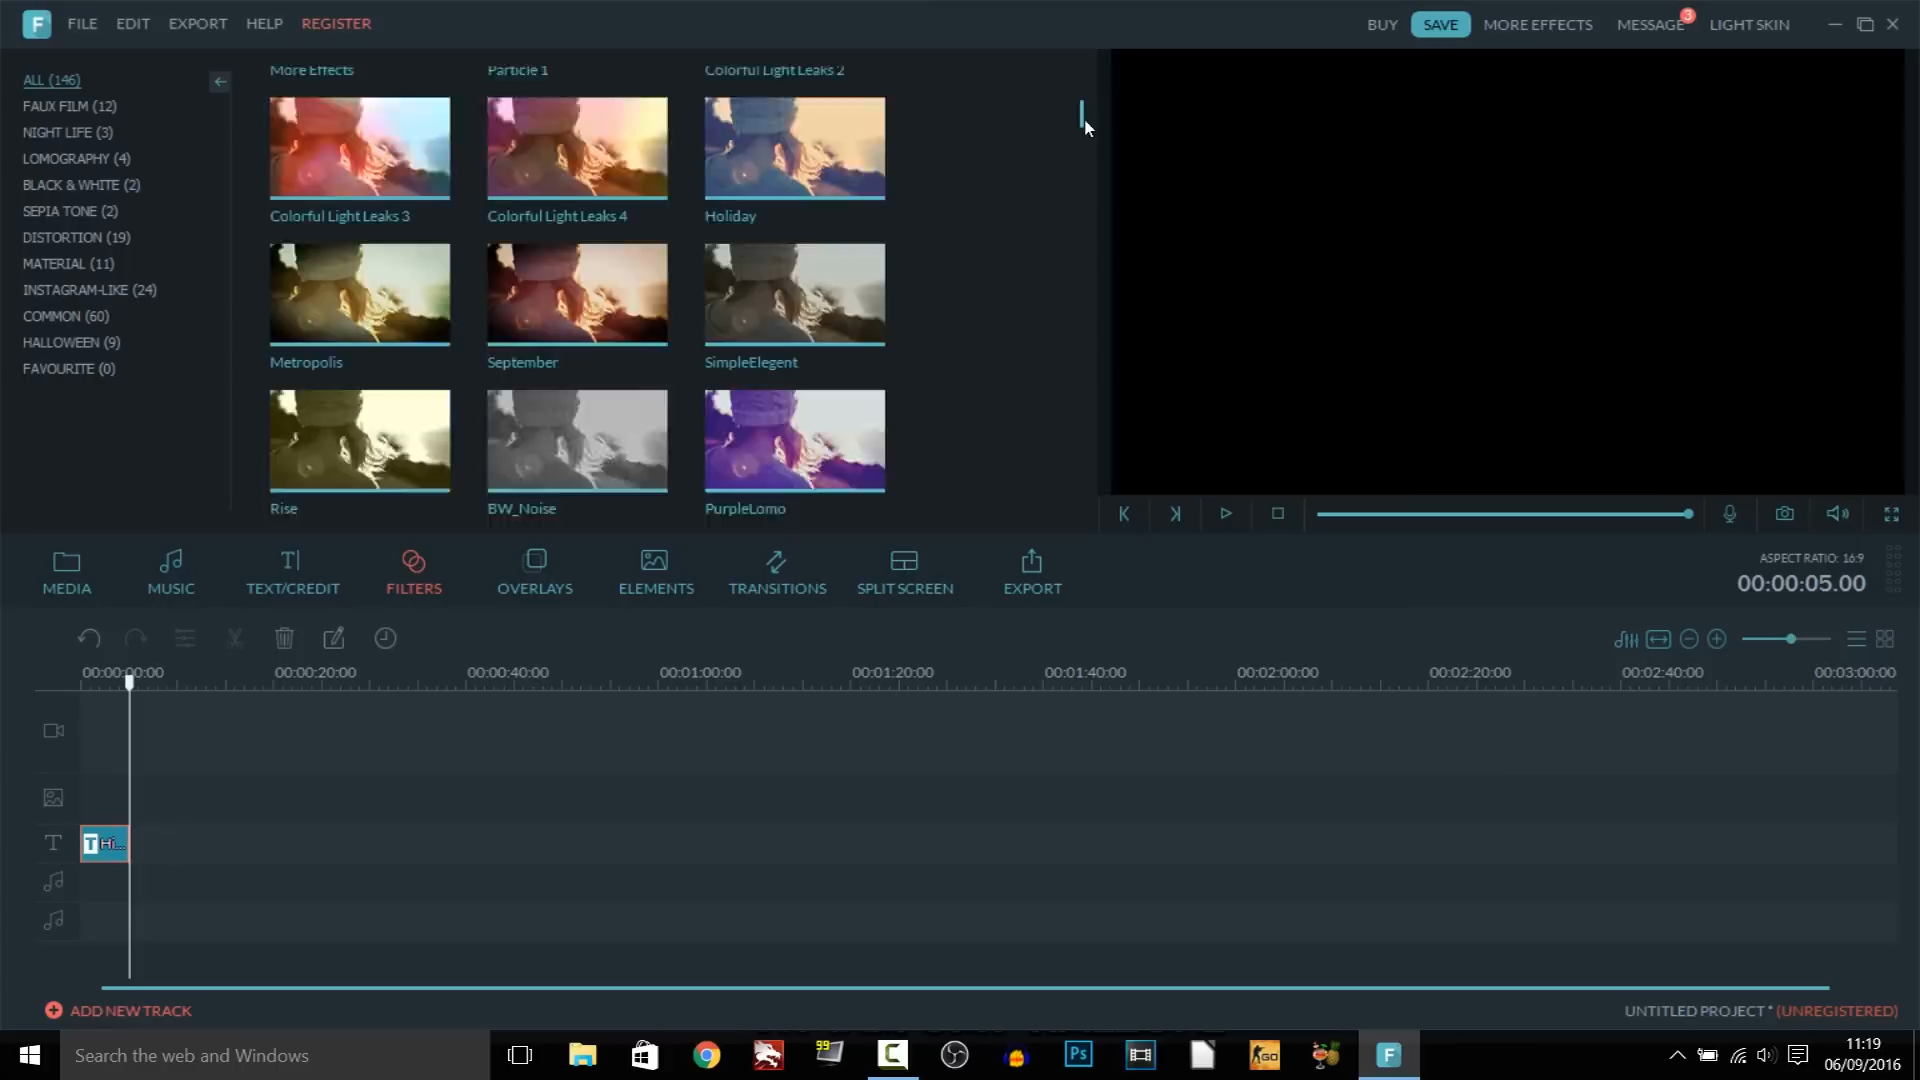 F FILE EDIT EXPORT HELP REGISTER
BUY SAVE MORE EFFECTS MESSAGE 3 LIGHT SKIN
ALL (146)
FAUX FILM (12)
NIGHT LIFE (3)
LOMOGRAPHY (4)
BLACK & WHITE (2)
SEPIA TONE (2)
DISTORTION (19)
MATERIAL (11)
INSTAGRAM-LIKE (24)
COMMON (60)
HALLOWEEN (9)
FAVOURITE (0)
More Effects Particle 1 Colorful Light Leaks 2
Colorful Light Leaks 3 Colorful Light Leaks 4 Holiday
Metropolis September SimpleElegent
Rise BW_Noise PurpleLomo
MEDIA MUSIC TEXT/CREDIT FILTERS OVERLAYS ELEMENTS TRANSITIONS SPLIT SCREEN EXPORT
ASPECT RATIO: 16:9
00:00:05.00
00:00:00:00 00:00:20:00 00:00:40:00 00:01:00:00 00:01:20:00 00:01:40:00 00:02:00:00 00:02:20:00 00:02:40:00 00:03:00:00
T
T Hi...
ADD NEW TRACK
UNTITLED PROJECT * (UNREGISTERED)
Search the web and Windows
99
Ps
GO
F
11:19
06/09/2016